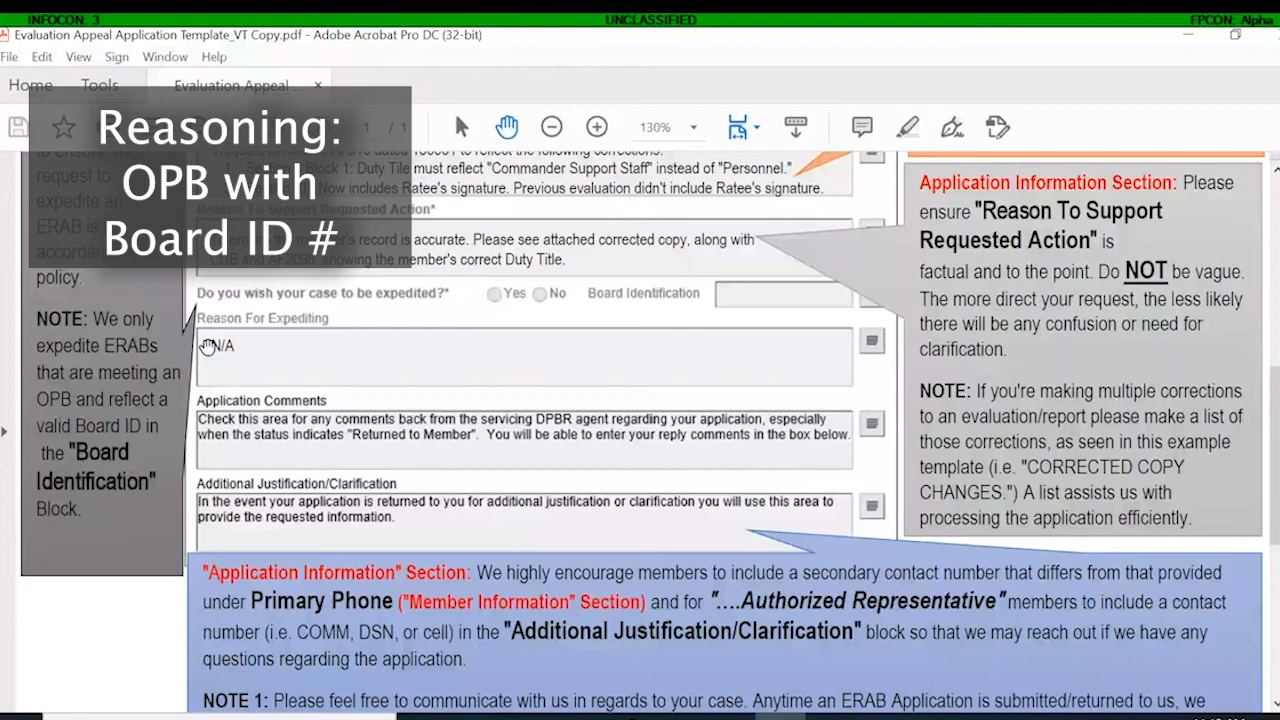 INFOCON: 3
UNCLASSIFIED
FPCON: Alpha
Evaluation Appeal Application Template_VT Copy.pdf - Adobe Acrobat Pro DC (32-bit)
File Edit View Sign Window Help
Home Tools Evaluation Appeal ... ×
1 / 1 130%
Reasoning:
OPB with
Board ID #
request to
expedite an
ERAB is
policy.
NOTE: We only
expedite ERABs
that are meeting an
OPB and reflect a
valid Board ID in
the "Board
Identification"
Block.
Block 1: Duty Tile must reflect "Commander Support Staff" instead of "Personnel."
Now includes Ratee's signature. Previous evaluation didn't include Ratee's signature.
Reason To Support Requested Action*
record is accurate. Please see attached corrected copy, along with
showing the member's correct Duty Title.
Do you wish your case to be expedited?* Yes No Board Identification
Reason For Expediting
N/A
Application Comments
Check this area for any comments back from the servicing DPBR agent regarding your application, especially
when the status indicates "Returned to Member". You will be able to enter your reply comments in the box below.
Additional Justification/Clarification
In the event your application is returned to you for additional justification or clarification you will use this area to
provide the requested information.
Application Information Section: Please
ensure "Reason To Support
Requested Action" is
factual and to the point. Do NOT be vague.
The more direct your request, the less likely
there will be any confusion or need for
clarification.
NOTE: If you're making multiple corrections
to an evaluation/report please make a list of
those corrections, as seen in this example
template (i.e. "CORRECTED COPY
CHANGES.") A list assists us with
processing the application efficiently.
"Application Information" Section: We highly encourage members to include a secondary contact number that differs from that provided
under Primary Phone ("Member Information" Section) and for "....Authorized Representative" members to include a contact
number (i.e. COMM, DSN, or cell) in the "Additional Justification/Clarification" block so that we may reach out if we have any
questions regarding the application.
NOTE 1: Please feel free to communicate with us in regards to your case. Anytime an ERAB Application is submitted/returned to us, we